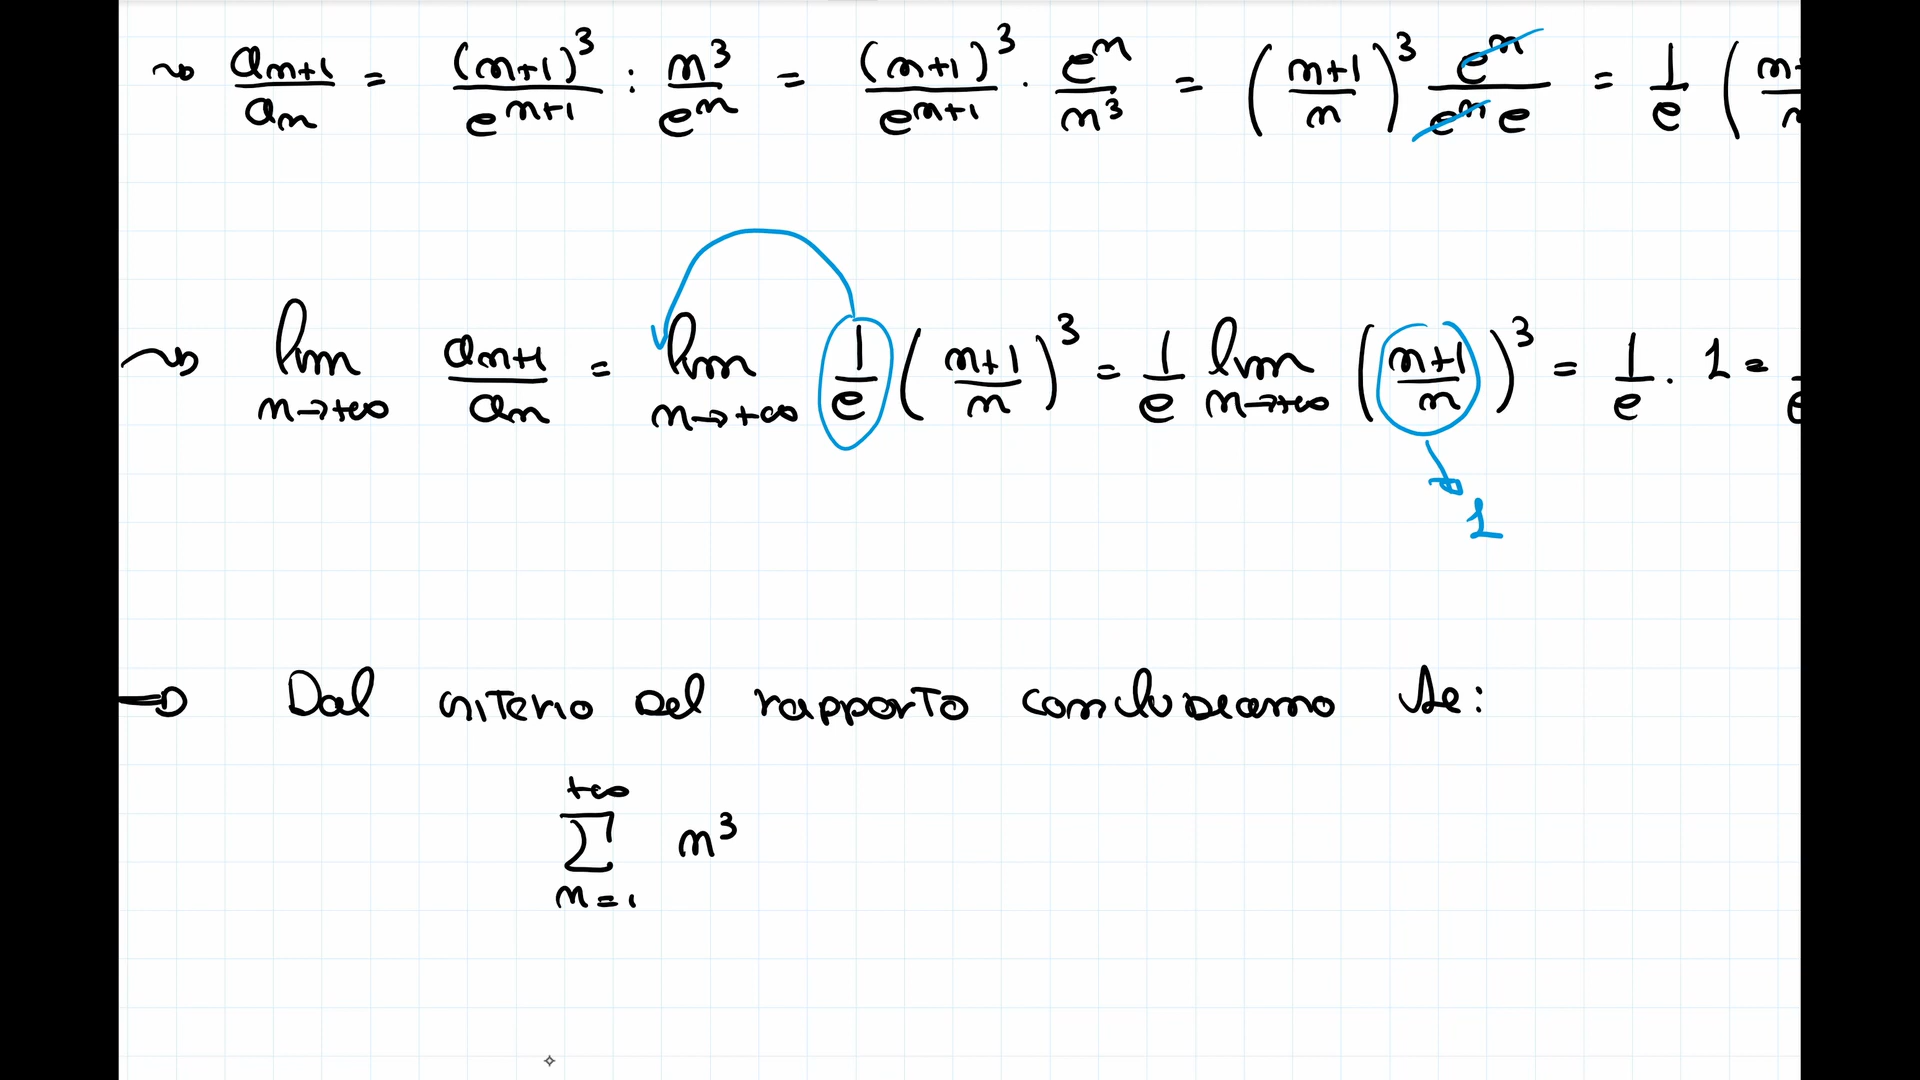 ~> a_{n+1}/a_n = (n+1)^3/e^{n+1} : n^3/e^n = (n+1)^3/e^{n+1} · e^n/n^3 = ((n+1)/n)^3 e^n/(e^n e) = 1/e (
~> lim_{n→+∞} a_{n+1}/a_n = lim_{n→+∞} 1/e ((n+1)/n)^3 = 1/e lim_{n→+∞} ((n+1)/n)^3 = 1/e · 1 =
1
⇒ Dal criterio del rapporto concludiamo che:
∑_{n=1}^{+∞} n^3